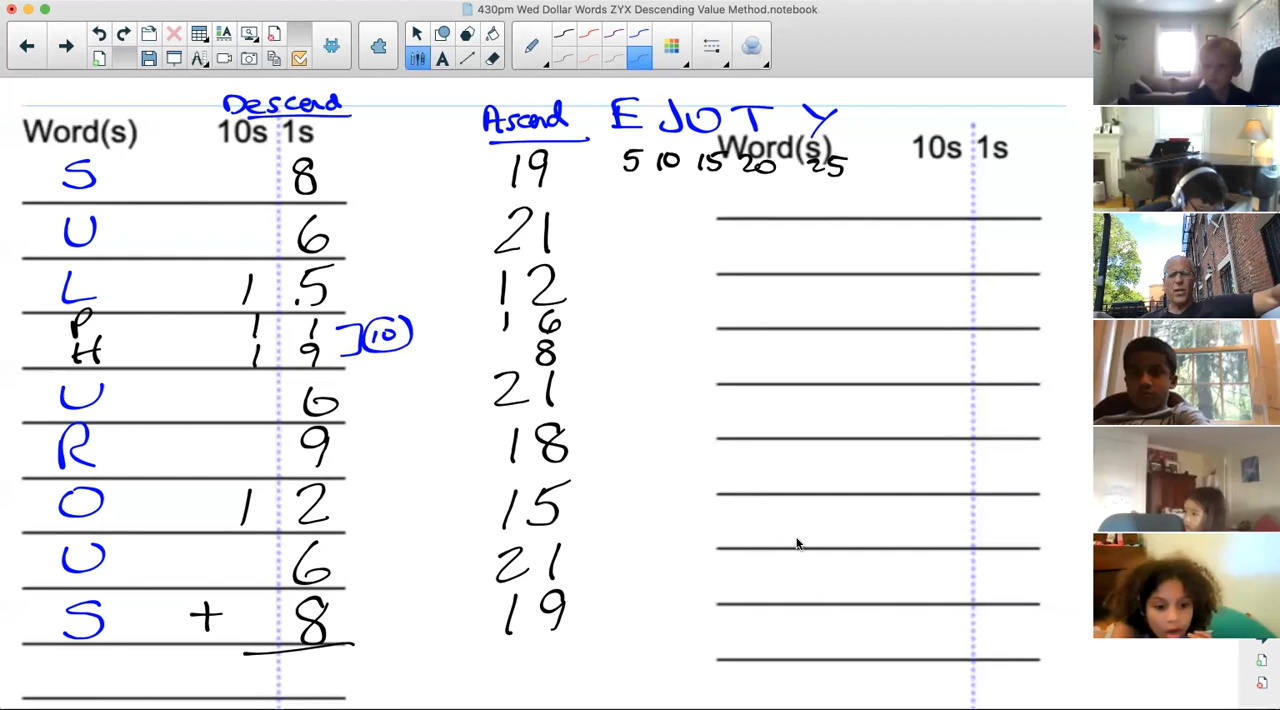 430pm Wed Dollar Words ZYX Descending Value Method.notebook
Descend Ascend E J O T Y
Word(s) 10s 1s Word(s) 10s 1s
S 8 19 5 10 15 20 25
U 6 21
L 1 .5 12
P 1 1 10 16
H 1 9 8
U 6 21
R 9 18
O 1 2 15
U 6 21
S + 8 19